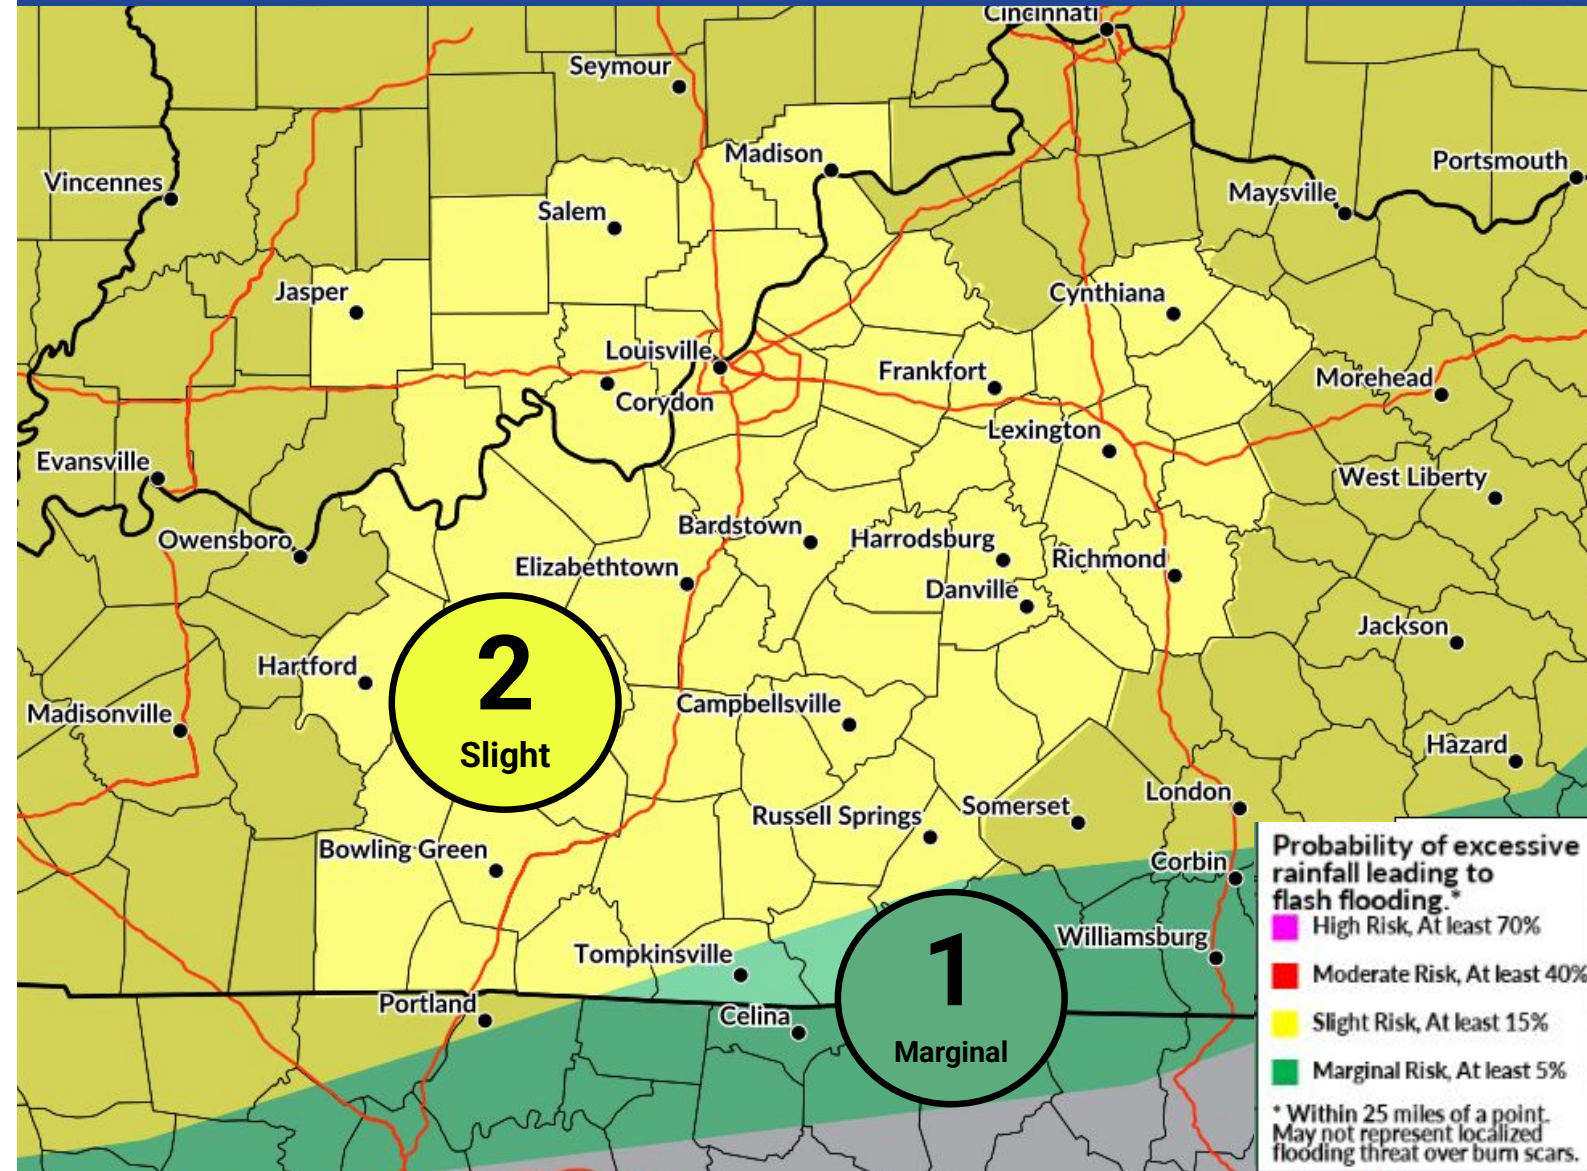 Cincinnati
Seymour
Madison
Portsmouth
Vincennes
Maysville
Salem
Jasper
Cynthiana
Louisville
Frankfort
Morehead
Corydon
Lexington
Evansville
West Liberty
Bardstown
Owensboro
Harrodsburg
Elizabethtown
Richmond
Danville
Jackson
Hartford
2
Slight
Campbellsville
Madisonville
Hazard
London
Somerset
Russell Springs
Bowling Green
Corbin
Williamsburg
Tompkinsville
1
Marginal
Portland
Celina
Probability of excessive
rainfall leading to
flash flooding.*
High Risk, At least 70%
Moderate Risk, At least 40%
Slight Risk, At least 15%
Marginal Risk, At least 5%
* Within 25 miles of a point.
May not represent localized
flooding threat over burn scars.